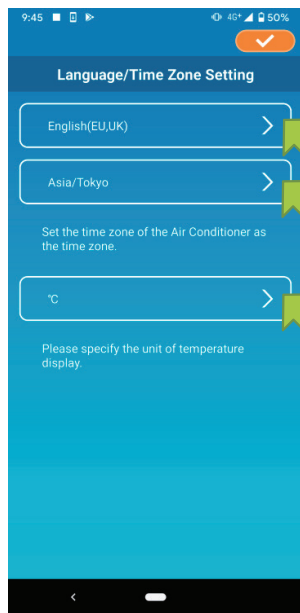 9:45 4G+ 50%
Language/Time Zone Setting
English(EU,UK)
Asia/Tokyo
Set the time zone of the Air Conditioner as
the time zone.
℃
Please specify the unit of temperature
display.